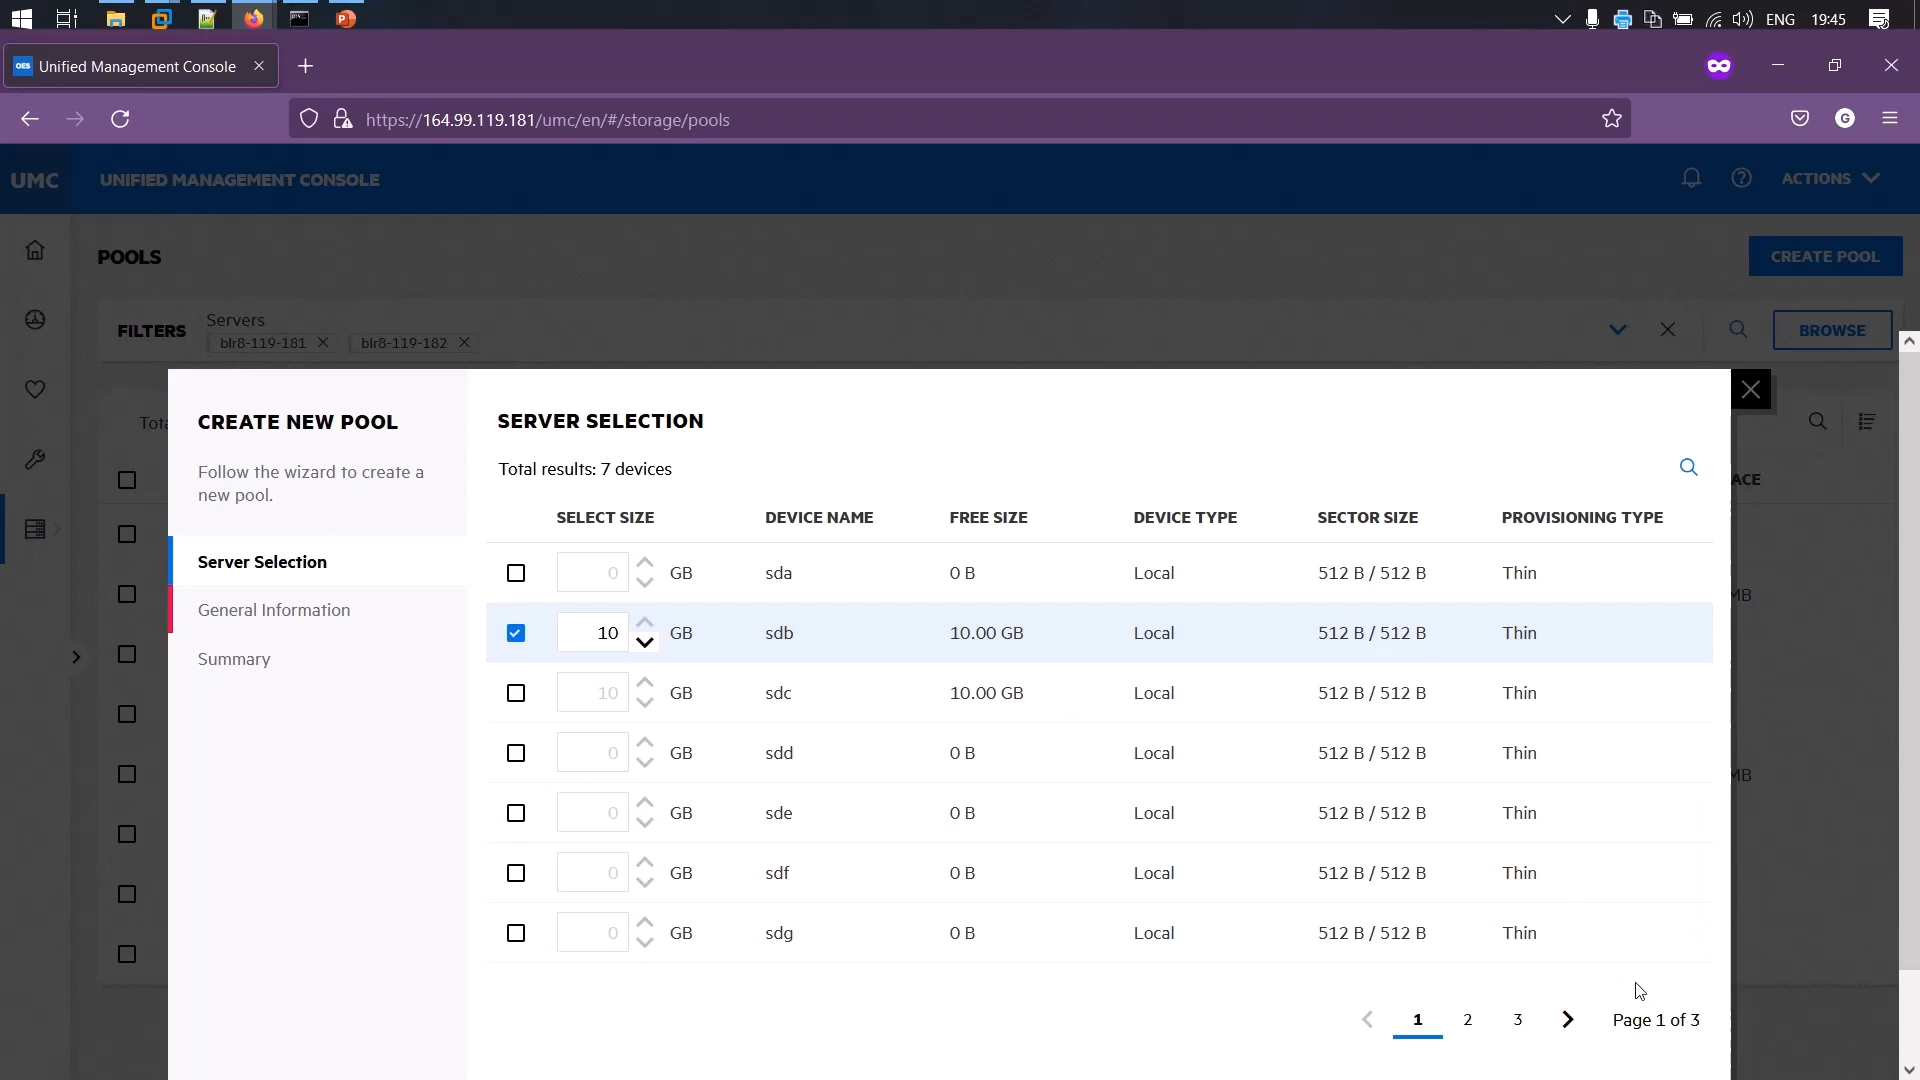 ENG 19:45
OES Unified Management Console
G
https://164.99.119.181/umc/en/#/storage/pools
UMC UNIFIED MANAGEMENT CONSOLE ACTIONS
POOLS CREATE POOL
FILTERS Servers
blr8-119-181 blr8-119-182
BROWSE
CREATE NEW POOL
Follow the wizard to create a
new pool.
Server Selection
General Information
Summary
SERVER SELECTION
Total results: 7 devices
SELECT SIZE DEVICE NAME FREE SIZE DEVICE TYPE SECTOR SIZE PROVISIONING TYPE
0 GB sda 0 B Local 512 B / 512 B Thin
10 GB sdb 10.00 GB Local 512 B / 512 B Thin
10 GB sdc 10.00 GB Local 512 B / 512 B Thin
0 GB sdd 0 B Local 512 B / 512 B Thin
0 GB sde 0 B Local 512 B / 512 B Thin
0 GB sdf 0 B Local 512 B / 512 B Thin
0 GB sdg 0 B Local 512 B / 512 B Thin
1 2 3 Page 1 of 3